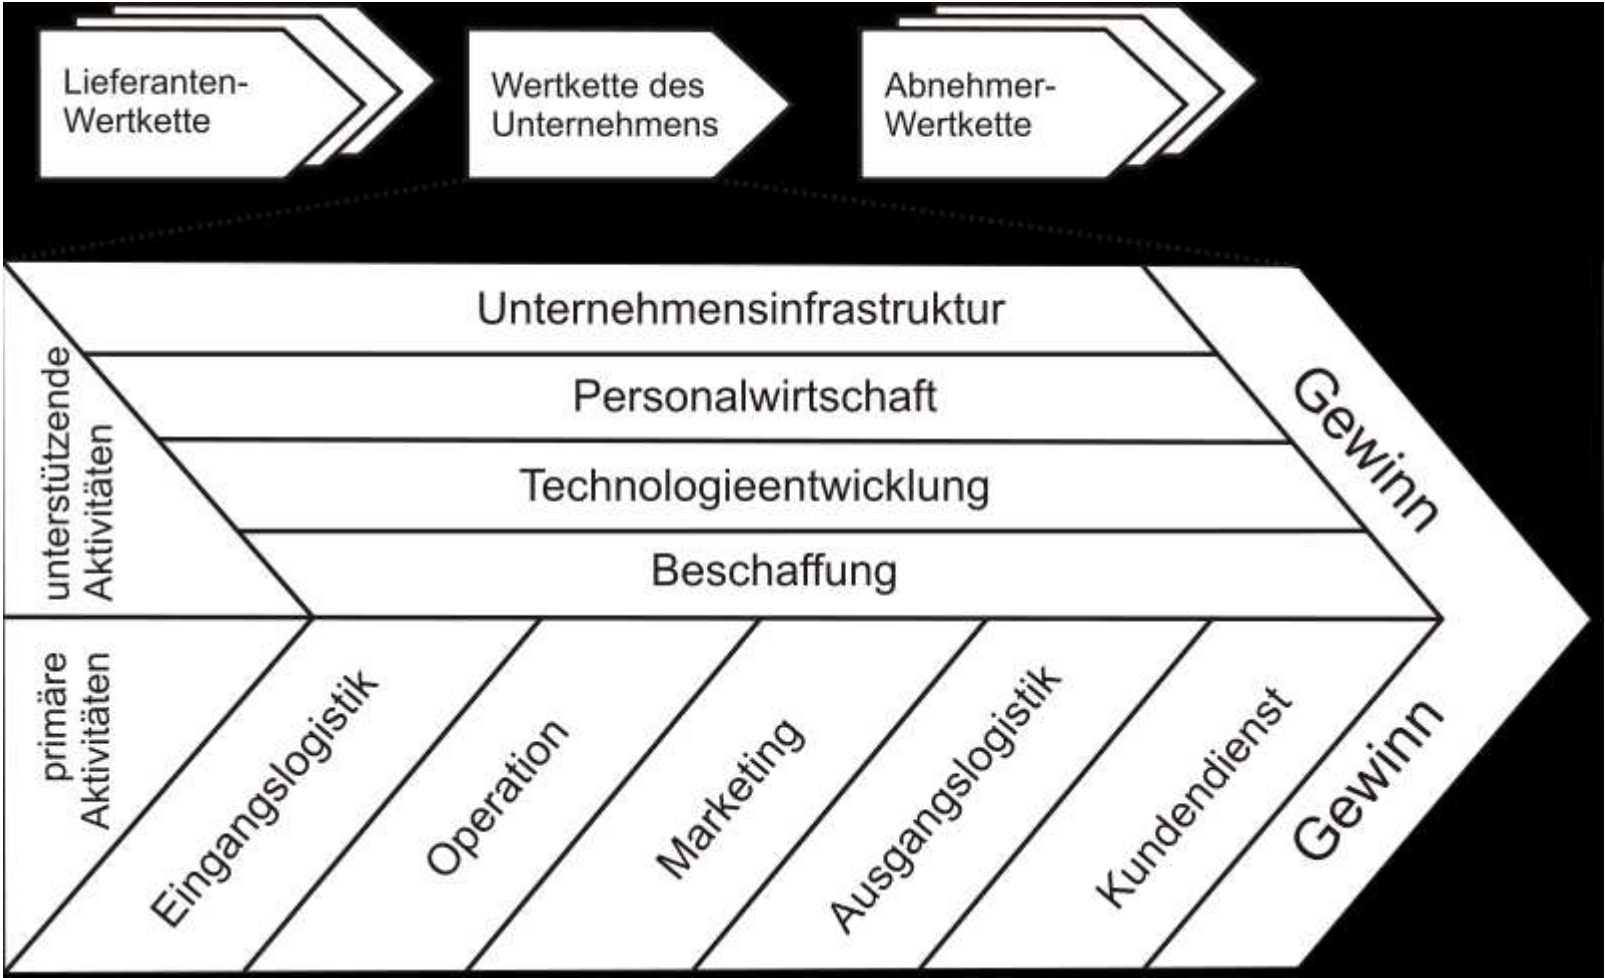 Lieferanten-
Wertkette
Wertkette des
Unternehmens
Abnehmer-
Wertkette
unterstützende
Aktivitäten
Unternehmensinfrastruktur
Personalwirtschaft
Technologieentwicklung
Beschaffung
Gewinn
primäre
Aktivitäten
Eingangslogistik
Operation
Marketing
Ausgangslogistik
Kundendienst
Gewinn